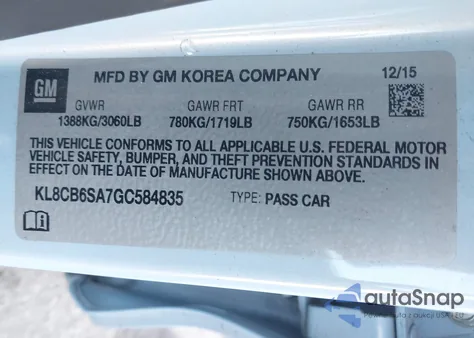 GM
MFD BY GM KOREA COMPANY 12/15
GVWR GAWR FRT GAWR RR
1388KG/3060LB 780KG/1719LB 750KG/1653LB
THIS VEHICLE CONFORMS TO ALL APPLICABLE U.S. FEDERAL MOTOR
VEHICLE SAFETY, BUMPER, AND THEFT PREVENTION STANDARDS IN
EFFECT ON THE DATE OF MANUFACTURE SHOWN ABOVE.
KL8CB6SA7GC584835 TYPE: PASS CAR
autoSnap